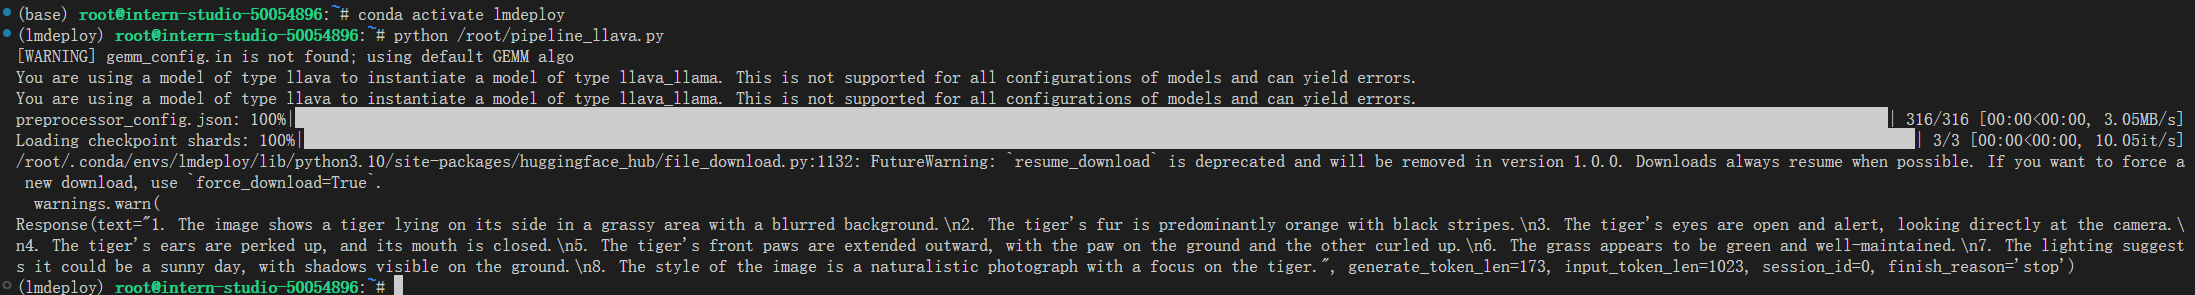 (base) root@intern-studio-50054896:~# conda activate lmdeploy
(lmdeploy) root@intern-studio-50054896:~# python /root/pipeline_llava.py
[WARNING] gemm_config.in is not found; using default GEMM algo
You are using a model of type llava to instantiate a model of type llava_llama. This is not supported for all configurations of models and can yield errors.
You are using a model of type llava to instantiate a model of type llava_llama. This is not supported for all configurations of models and can yield errors.
preprocessor_config.json: 100%| | 316/316 [00:00<00:00, 3.05MB/s]
Loading checkpoint shards: 100%| | 3/3 [00:00<00:00, 10.05it/s]
/root/.conda/envs/lmdeploy/lib/python3.10/site-packages/huggingface_hub/file_download.py:1132: FutureWarning: `resume_download` is deprecated and will be removed in version 1.0.0. Downloads always resume when possible. If you want to force a
 new download, use `force_download=True`.
  warnings.warn(
Response(text="1. The image shows a tiger lying on its side in a grassy area with a blurred background.\n2. The tiger's fur is predominantly orange with black stripes.\n3. The tiger's eyes are open and alert, looking directly at the camera.\
n4. The tiger's ears are perked up, and its mouth is closed.\n5. The tiger's front paws are extended outward, with the paw on the ground and the other curled up.\n6. The grass appears to be green and well-maintained.\n7. The lighting suggest
s it could be a sunny day, with shadows visible on the ground.\n8. The style of the image is a naturalistic photograph with a focus on the tiger.", generate_token_len=173, input_token_len=1023, session_id=0, finish_reason='stop')
(lmdeploy) root@intern-studio-50054896:~#